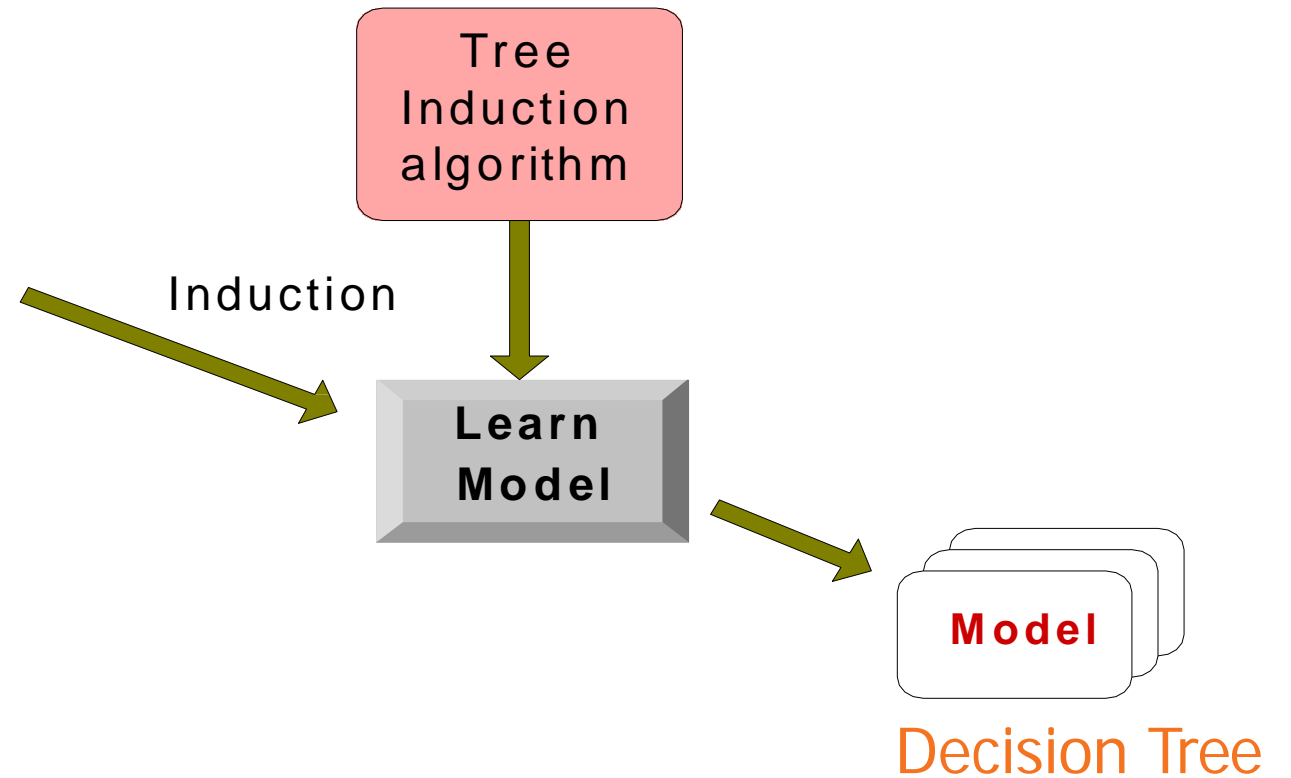 Tree
Induction
algorithm
Induction
Learn
Model
Model
Decision Tree